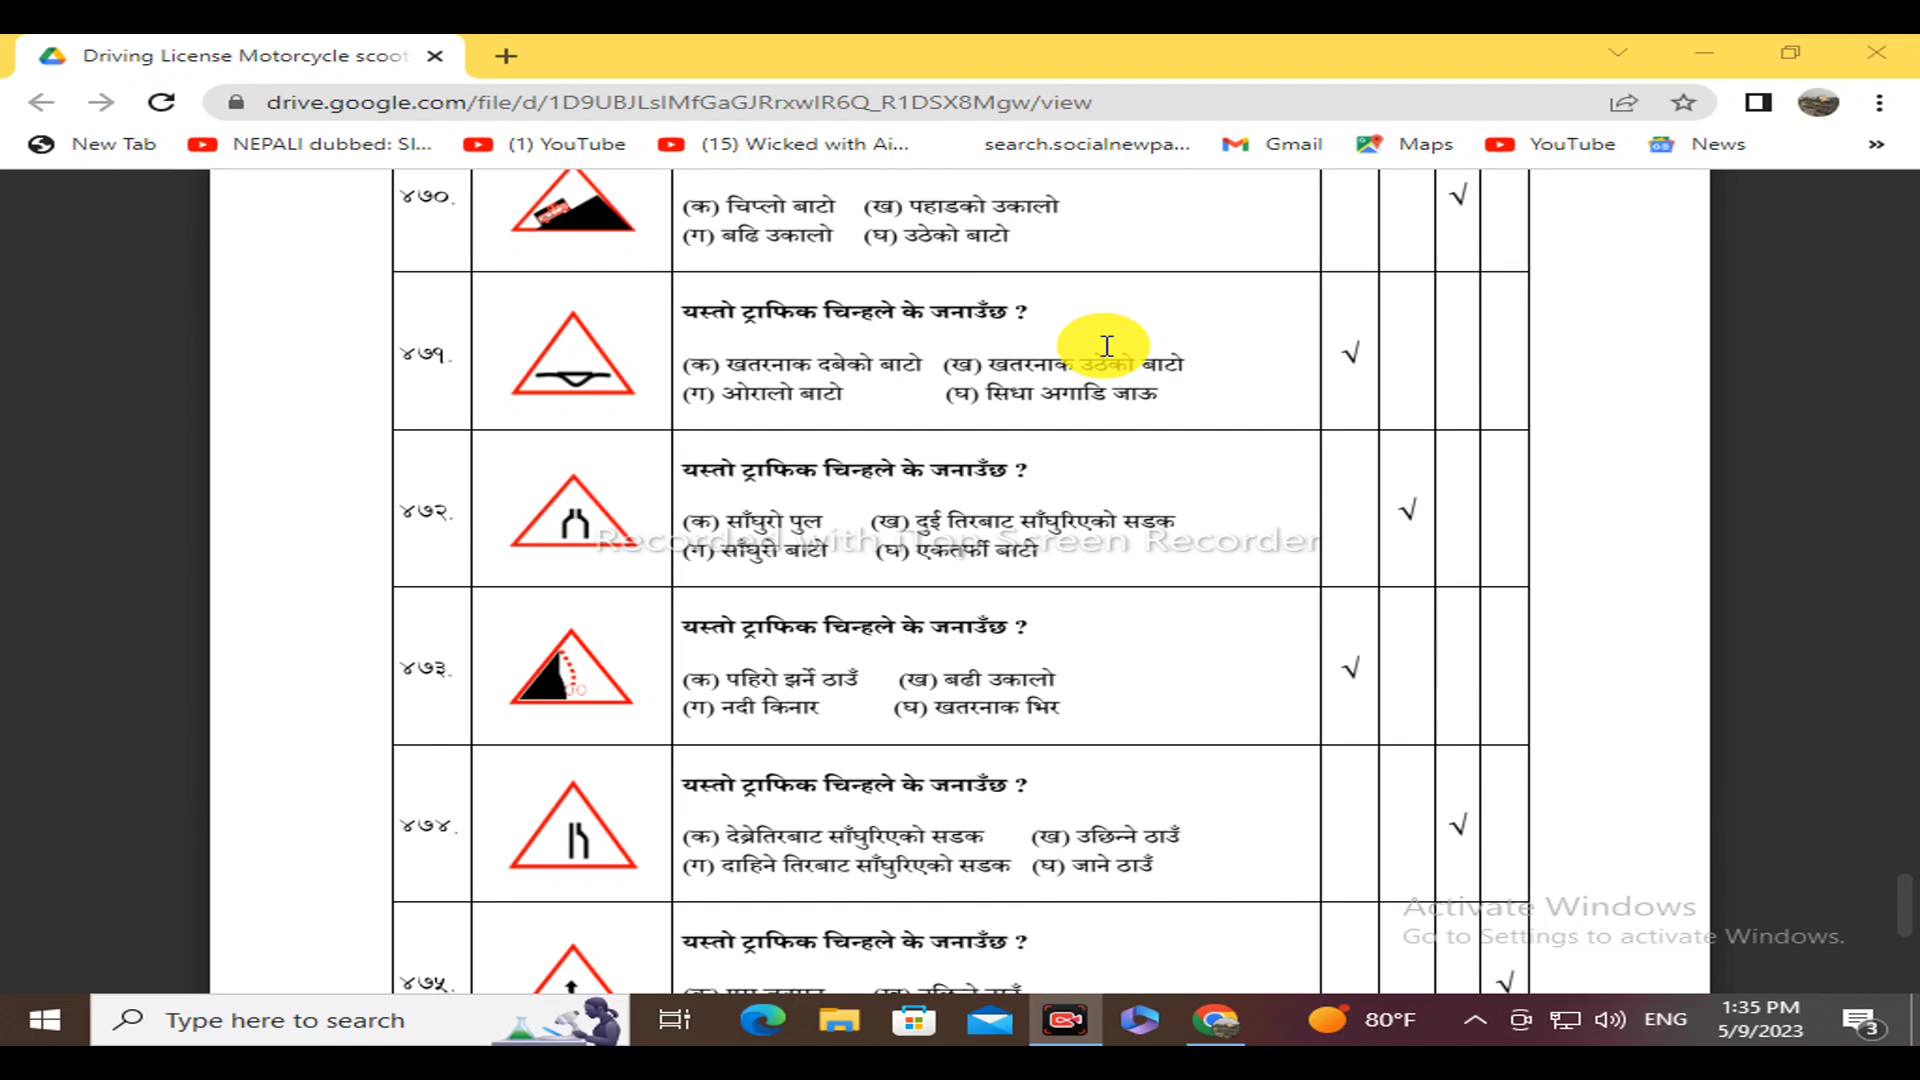 Driving License Motorcycle scoot
drive.google.com/file/d/1D9UBJLslMfGaGJRrxwlR6Q_R1DSX8Mgw/view
New Tab NEPALI dubbed: SI... (1) YouTube (15) Wicked with Ai... search.socialnewpa... Gmail Maps YouTube News »
४७०. (क) चिप्लो बाटो (ख) पहाडको उकालो √
(ग) बढि उकालो (घ) उठेको बाटो
यस्तो ट्राफिक चिन्हले के जनाउँछ ?
४७१. (क) खतरनाक दबेको बाटो (ख) खतरनाक उठेको बाटो √
(ग) ओरालो बाटो (घ) सिधा अगाडि जाऊ
यस्तो ट्राफिक चिन्हले के जनाउँछ ?
४७२. (क) साँघुरो पुल (ख) दुई तिरबाट साँघुरिएको सडक √
Recorded with iTop Screen Recorder
(ग) साँघुरो बाटो (घ) एकतर्फी बाटो
यस्तो ट्राफिक चिन्हले के जनाउँछ ?
४७३. (क) पहिरो झर्ने ठाउँ (ख) बढी उकालो √
(ग) नदी किनार (घ) खतरनाक भिर
यस्तो ट्राफिक चिन्हले के जनाउँछ ?
४७४. (क) देब्रेतिरबाट साँघुरिएको सडक (ख) उछिन्ने ठाउँ √
(ग) दाहिने तिरबाट साँघुरिएको सडक (घ) जाने ठाउँ
Activate Windows
Go to Settings to activate Windows.
यस्तो ट्राफिक चिन्हले के जनाउँछ ?
४७५. √
Type here to search 80°F ENG 1:35 PM
5/9/2023 3